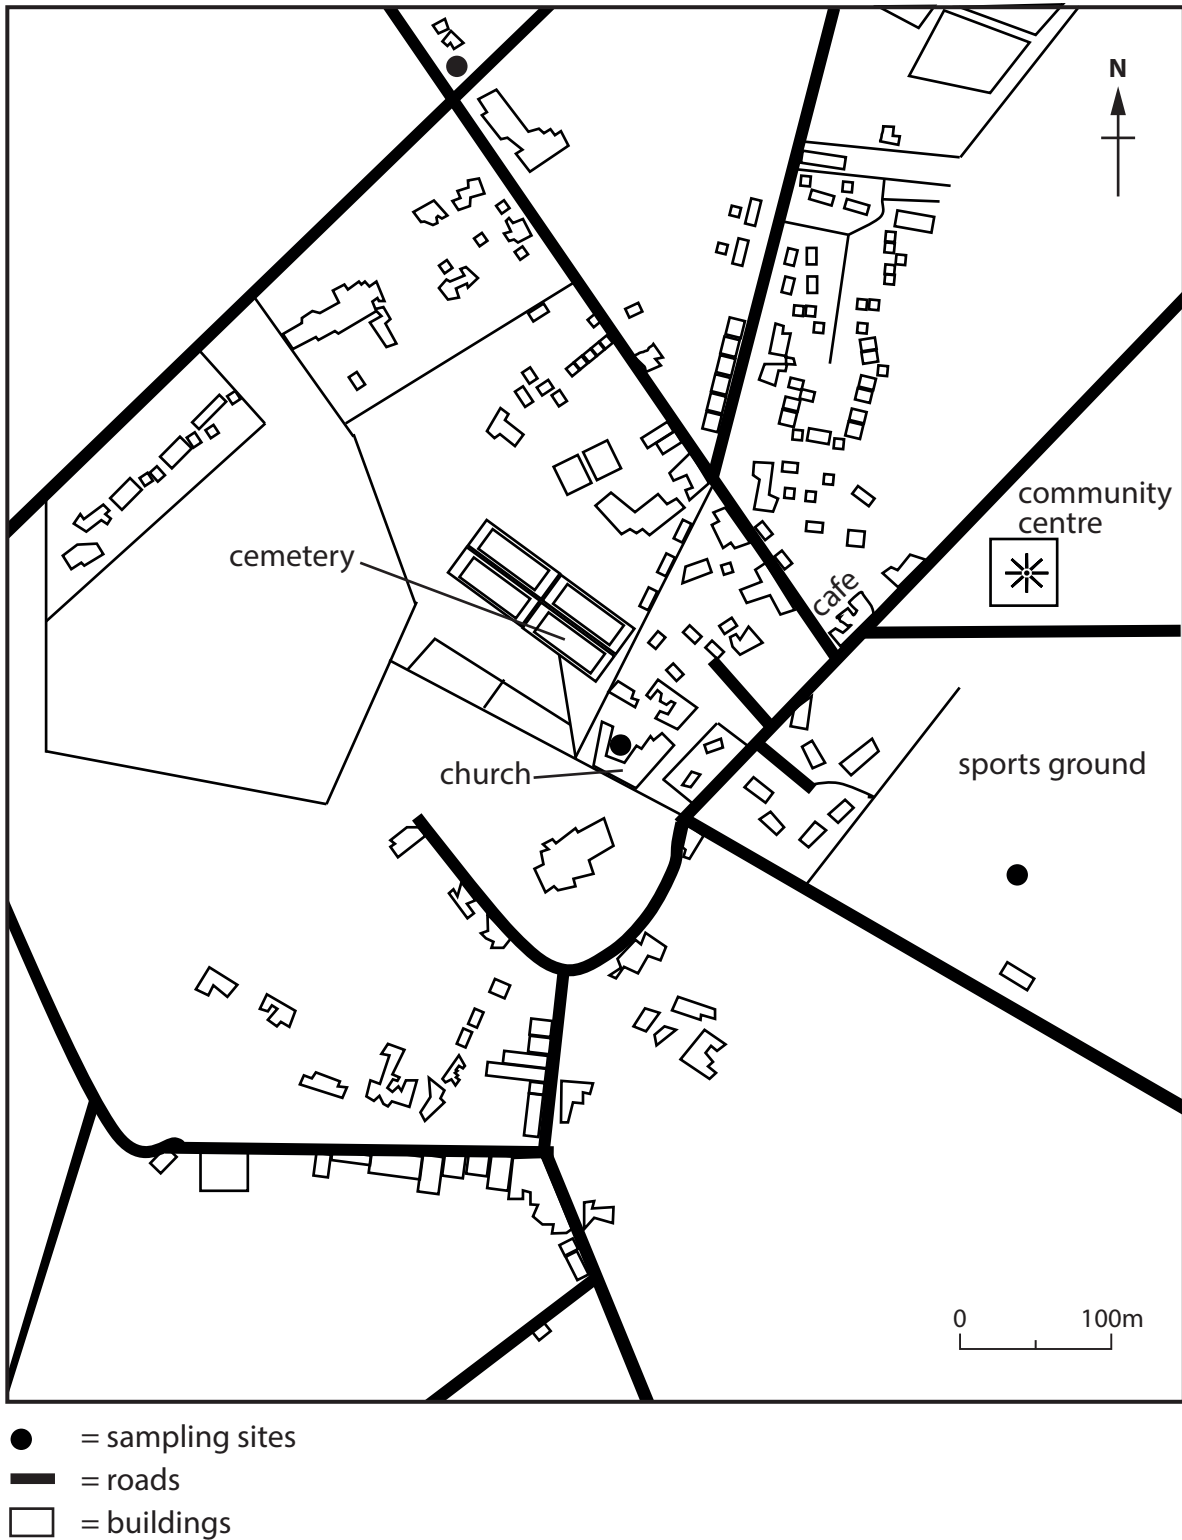 N
community
centre
cemetery
cafe
church
sports ground
0 100m
= sampling sites
= roads
= buildings